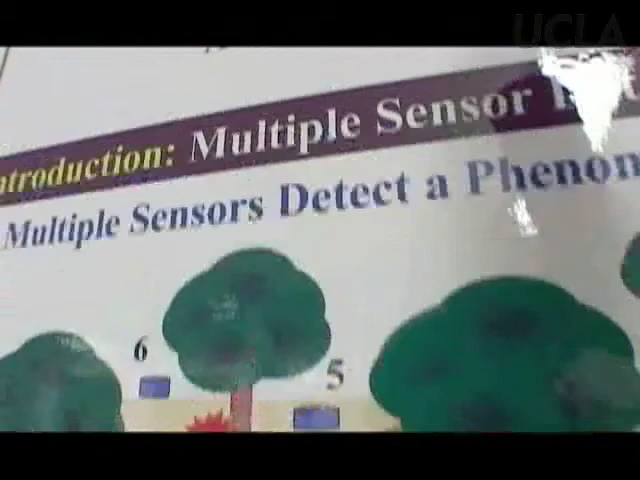 UCLA
ntroduction: Multiple Sensor
Multiple Sensors Detect a Phenom
6
5